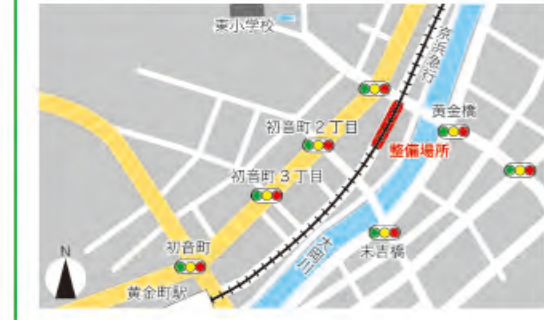 東小学校
京浜急行
黄金橋
初音町2丁目
整備場所
初音町3丁目
末吉橋
大岡川
初音町
N
黄金町駅